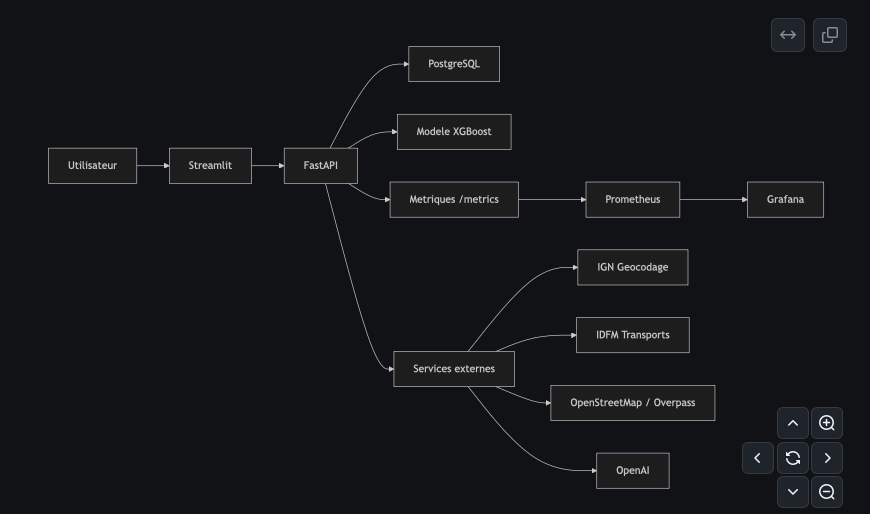 PostgreSQL
Modele XGBoost
Utilisateur
Streamlit
FastAPI
Metriques /metrics
Prometheus
Grafana
IGN Geocodage
IDFM Transports
Services externes
OpenStreetMap / Overpass
OpenAI